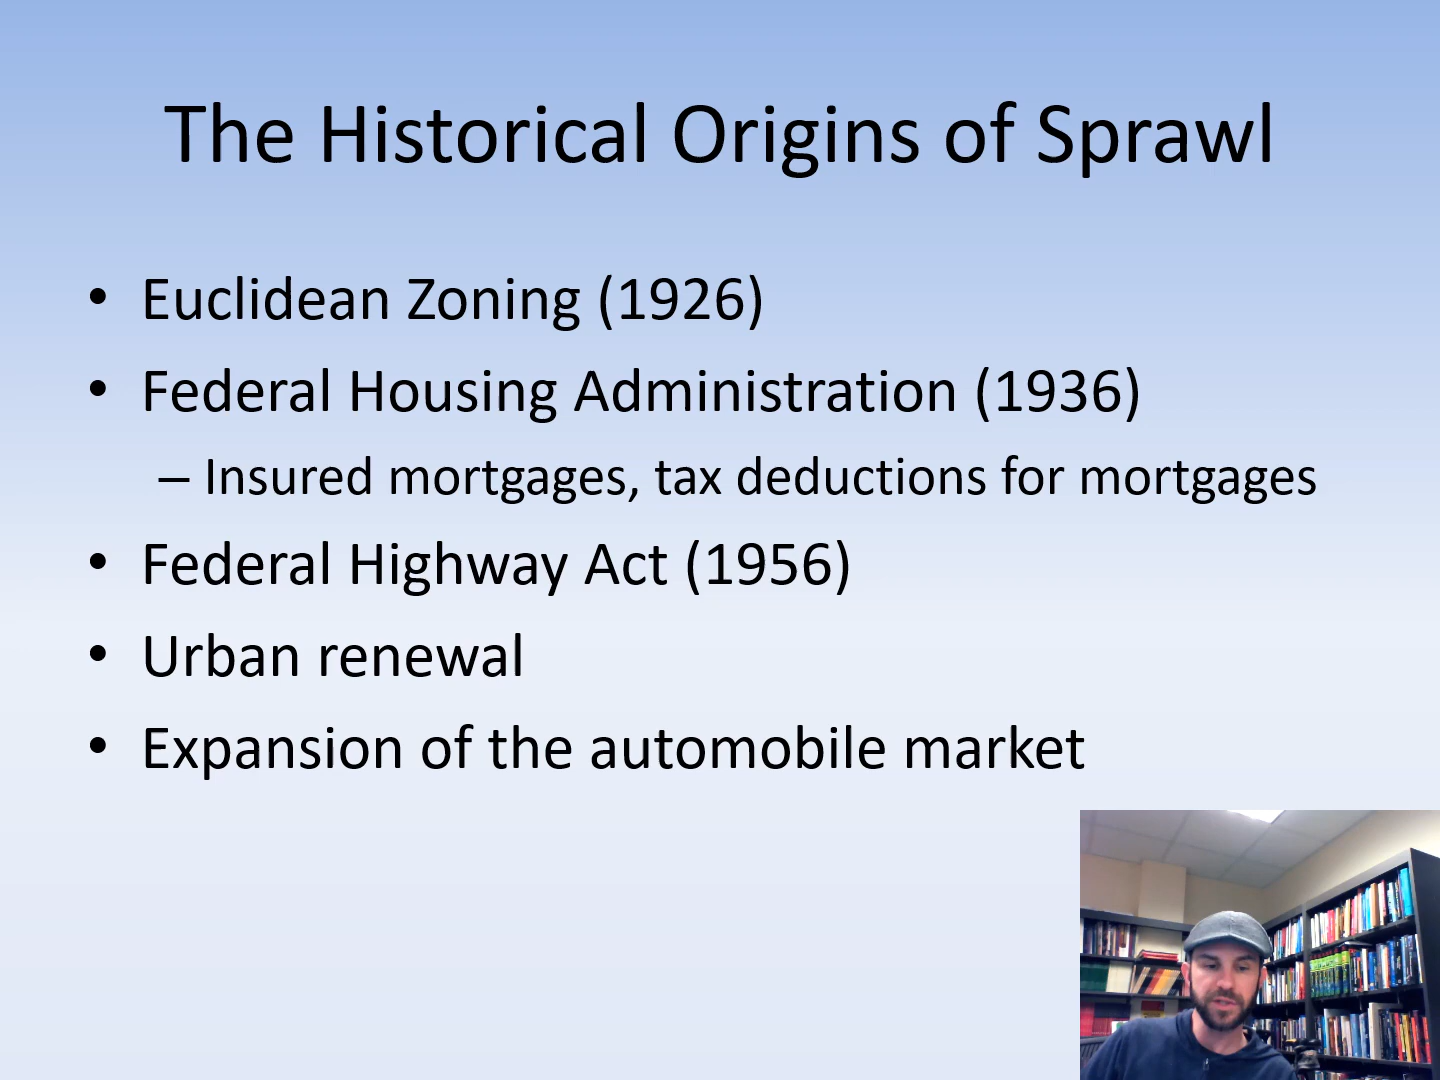 The Historical Origins of Sprawl
• Euclidean Zoning (1926)
• Federal Housing Administration (1936)
– Insured mortgages, tax deductions for mortgages
• Federal Highway Act (1956)
• Urban renewal
• Expansion of the automobile market